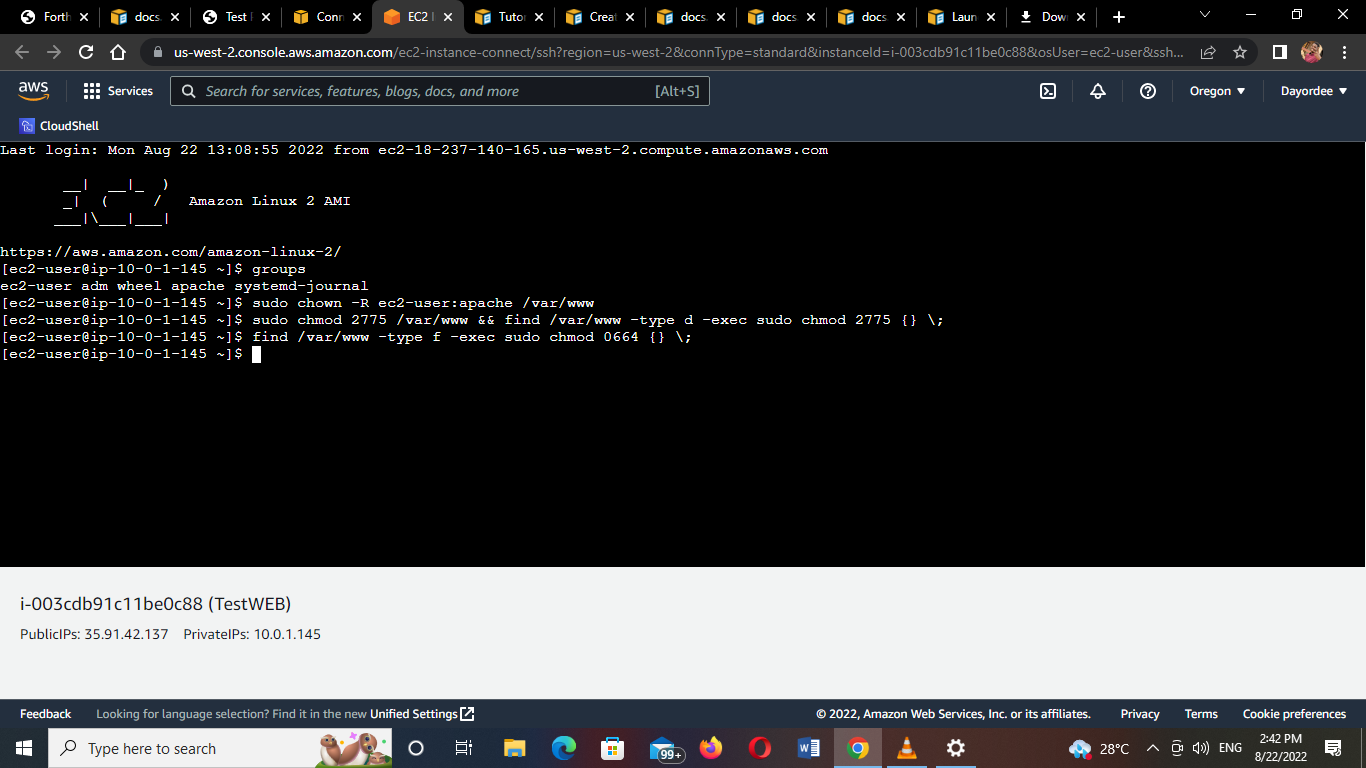 Forth
docs.
Test
Conn
EC2
Tutor
Creat
docs.
docs.
docs.
Laun
Down
us-west-2.console.aws.amazon.com/ec2-instance-connect/ssh?region=us-west-2&connType=standard&instanceId=i-003cdb91c11be0c88&osUser=ec2-user&ssh...
aws
Services
Search for services, features, blogs, docs, and more
[Alt+S]
Oregon
Dayordee
CloudShell
Last login: Mon Aug 22 13:08:55 2022 from ec2-18-237-140-165.us-west-2.compute.amazonaws.com
       __|  __|_  )
       _|  (     /   Amazon Linux 2 AMI
      ___|\___|___|
https://aws.amazon.com/amazon-linux-2/
[ec2-user@ip-10-0-1-145 ~]$ groups
ec2-user adm wheel apache systemd-journal
[ec2-user@ip-10-0-1-145 ~]$ sudo chown -R ec2-user:apache /var/www
[ec2-user@ip-10-0-1-145 ~]$ sudo chmod 2775 /var/www && find /var/www -type d -exec sudo chmod 2775 {} \;
[ec2-user@ip-10-0-1-145 ~]$ find /var/www -type f -exec sudo chmod 0664 {} \;
[ec2-user@ip-10-0-1-145 ~]$
i-003cdb91c11be0c88 (TestWEB)
PublicIPs: 35.91.42.137 PrivateIPs: 10.0.1.145
Feedback
Looking for language selection? Find it in the new Unified Settings
© 2022, Amazon Web Services, Inc. or its affiliates.
Privacy
Terms
Cookie preferences
Type here to search
99+
28°C
ENG
2:42 PM
8/22/2022